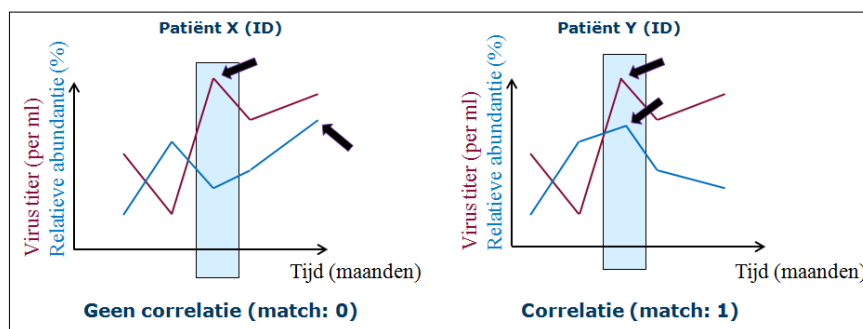 Patiënt X (ID)
Virus titer (per ml)
Relatieve abundantie (%)
Tijd (maanden)
Geen correlatie (match: 0)
Patiënt Y (ID)
Virus titer (per ml)
Relatieve abundantie (%)
Tijd (maanden)
Correlatie (match: 1)